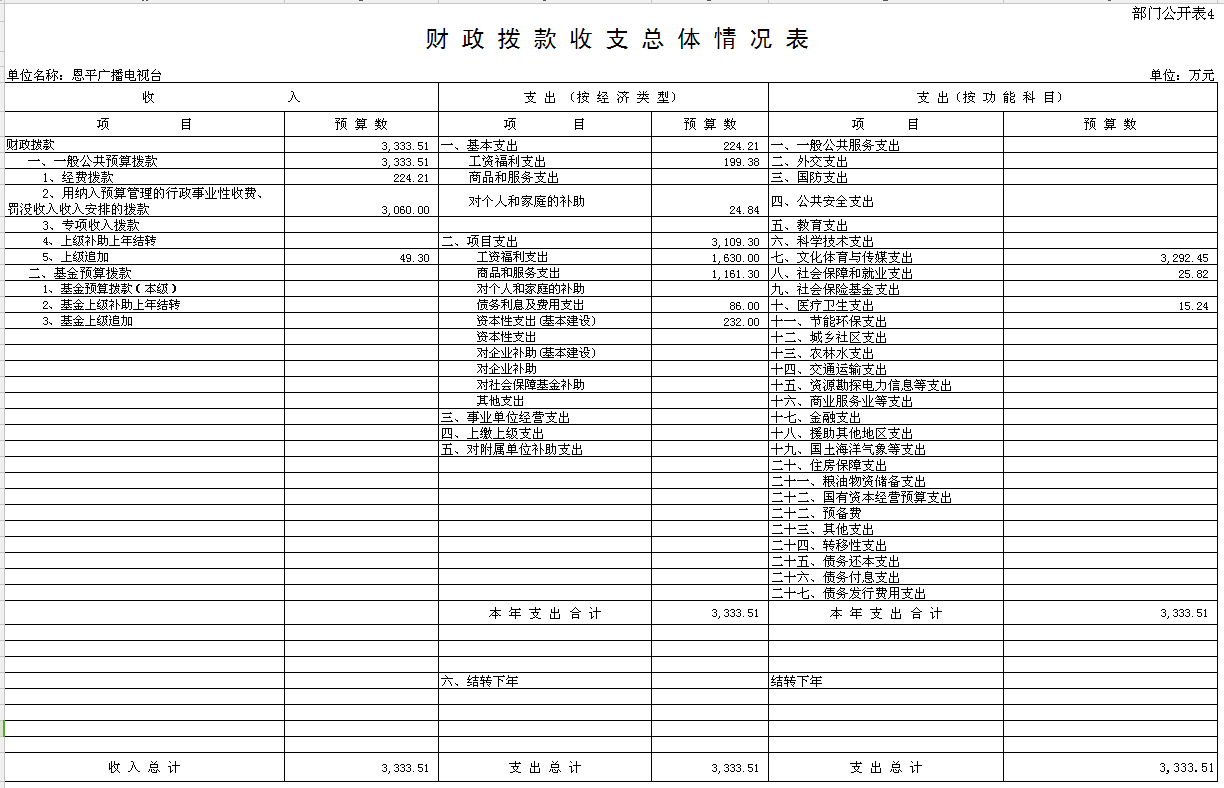 部门公开表4
财政拨款收支总体情况表
单位名称：恩平广播电视台 单位：万元
收 入 支出（按经济类型） 支出(按功能科目)
项 目 预算数 项 目 预算数 项 目 预算数
财政拨款 3,333.51 一、基本支出 224.21 一、一般公共服务支出
一、一般公共预算拨款 3,333.51 工资福利支出 199.38 二、外交支出
1、经费拨款 224.21 商品和服务支出 三、国防支出
2、用纳入预算管理的行政事业性收费、
罚没收入收入安排的拨款 3,060.00 对个人和家庭的补助 24.84 四、公共安全支出
3、专项收入拨款 五、教育支出
4、上级补助上年结转 二、项目支出 3,109.30 六、科学技术支出
5、上级追加 49.30 工资福利支出 1,630.00 七、文化体育与传媒支出 3,292.45
二、基金预算拨款 商品和服务支出 1,161.30 八、社会保障和就业支出 25.82
1、基金预算拨款(本级) 对个人和家庭的补助 九、社会保险基金支出
2、基金上级补助上年结转 债务利息及费用支出 86.00 十、医疗卫生支出 15.24
3、基金上级追加 资本性支出(基本建设) 232.00 十一、节能环保支出
资本性支出 十二、城乡社区支出
对企业补助(基本建设) 十三、农林水支出
对企业补助 十四、交通运输支出
对社会保障基金补助 十五、资源勘探电力信息等支出
其他支出 十六、商业服务业等支出
三、事业单位经营支出 十七、金融支出
四、上缴上级支出 十八、援助其他地区支出
五、对附属单位补助支出 十九、国土海洋气象等支出
二十、住房保障支出
二十一、粮油物资储备支出
二十二、国有资本经营预算支出
二十二、预备费
二十三、其他支出
二十四、转移性支出
二十五、债务还本支出
二十六、债务付息支出
二十七、债务发行费用支出
本年支出合计 3,333.51 本年支出合计 3,333.51
六、结转下年 结转下年
收入总计 3,333.51 支出总计 3,333.51 支出总计 3,333.51